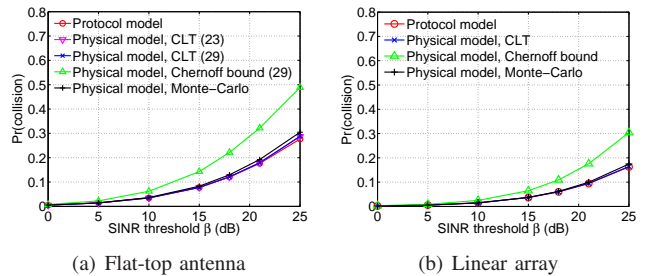 Pr(collision)
0.8
0.7
0.6
0.5
0.4
0.3
0.2
0.1
0
Protocol model
Physical model, CLT (23)
Physical model, CLT (29)
Physical model, Chernoff bound (29)
Physical model, Monte−Carlo
0 5 10 15 20 25
SINR threshold β (dB)
(a) Flat-top antenna
Pr(collision)
0.8
0.7
0.6
0.5
0.4
0.3
0.2
0.1
0
Protocol model
Physical model, CLT
Physical model, Chernoff bound
Physical model, Monte−Carlo
0 5 10 15 20 25
SINR threshold β (dB)
(b) Linear array